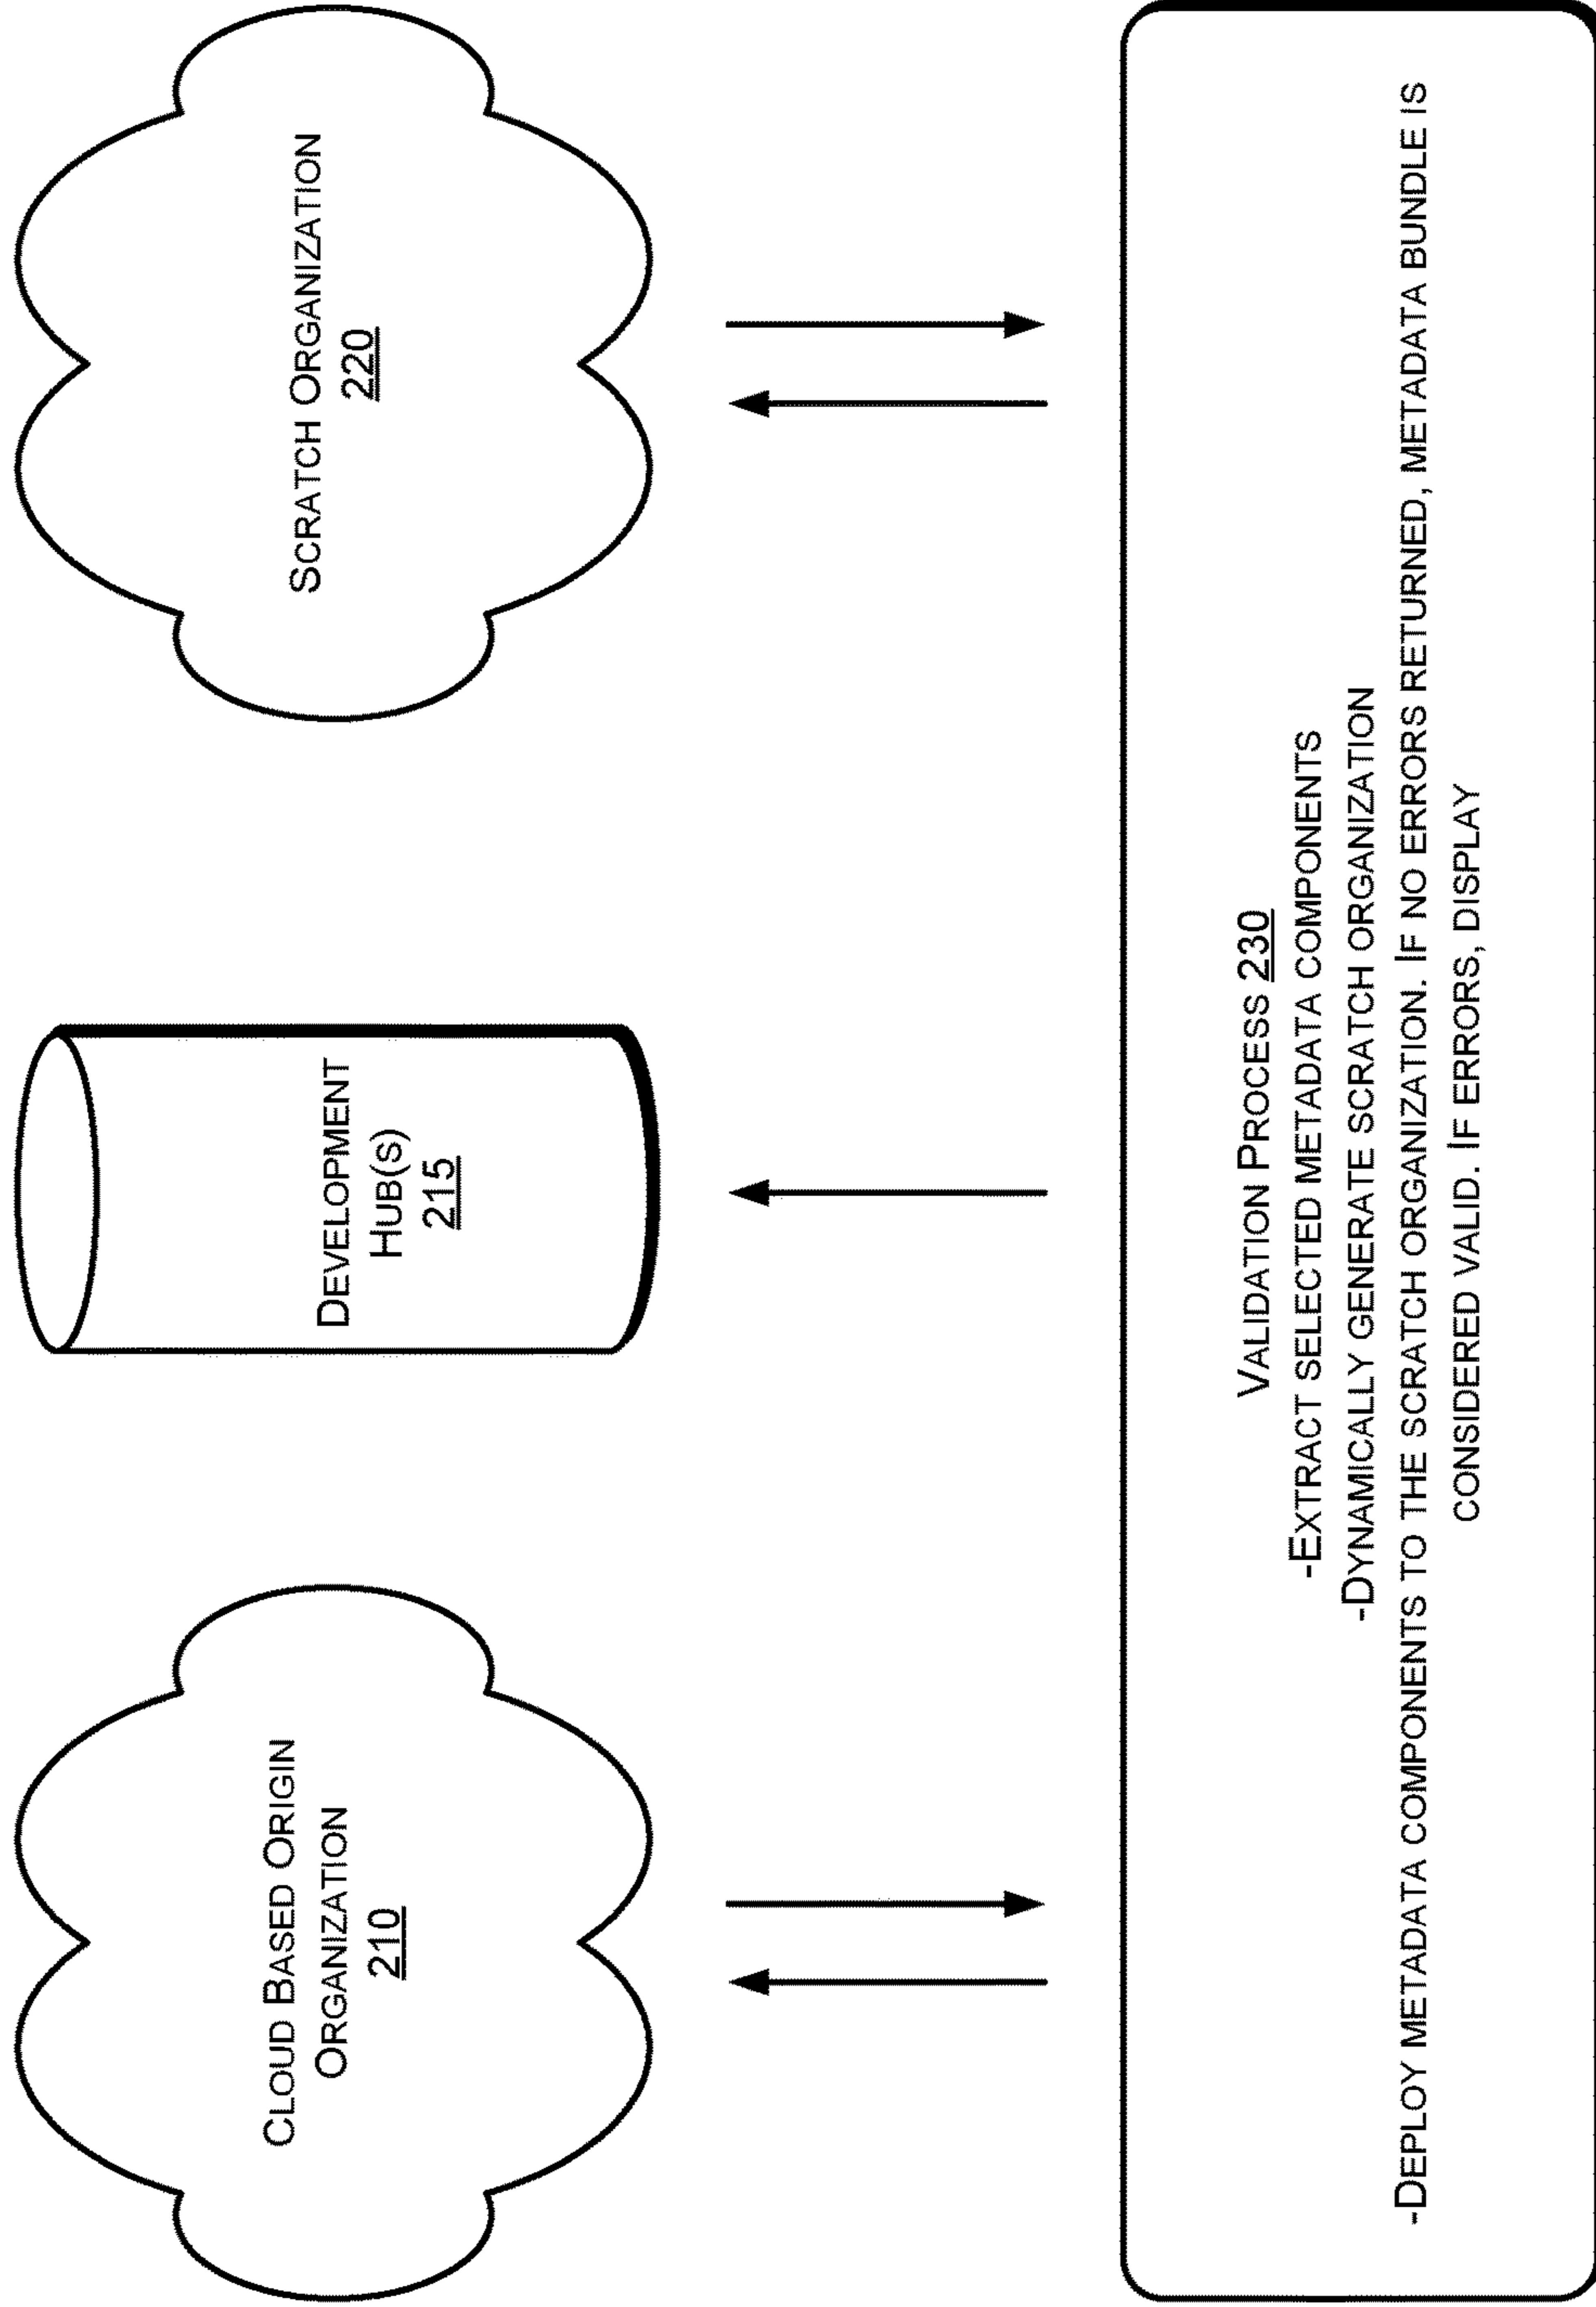 CLOUD BASED ORIGIN
ORGANIZATION
210
DEVELOPMENT
HUB(S)
215
SCRATCH ORGANIZATION
220
VALIDATION PROCESS 230
-EXTRACT SELECTED METADATA COMPONENTS
-DYNAMICALLY GENERATE SCRATCH ORGANIZATION
-DEPLOY METADATA COMPONENTS TO THE SCRATCH ORGANIZATION. IF NO ERRORS RETURNED, METADATA BUNDLE IS
CONSIDERED VALID. IF ERRORS, DISPLAY